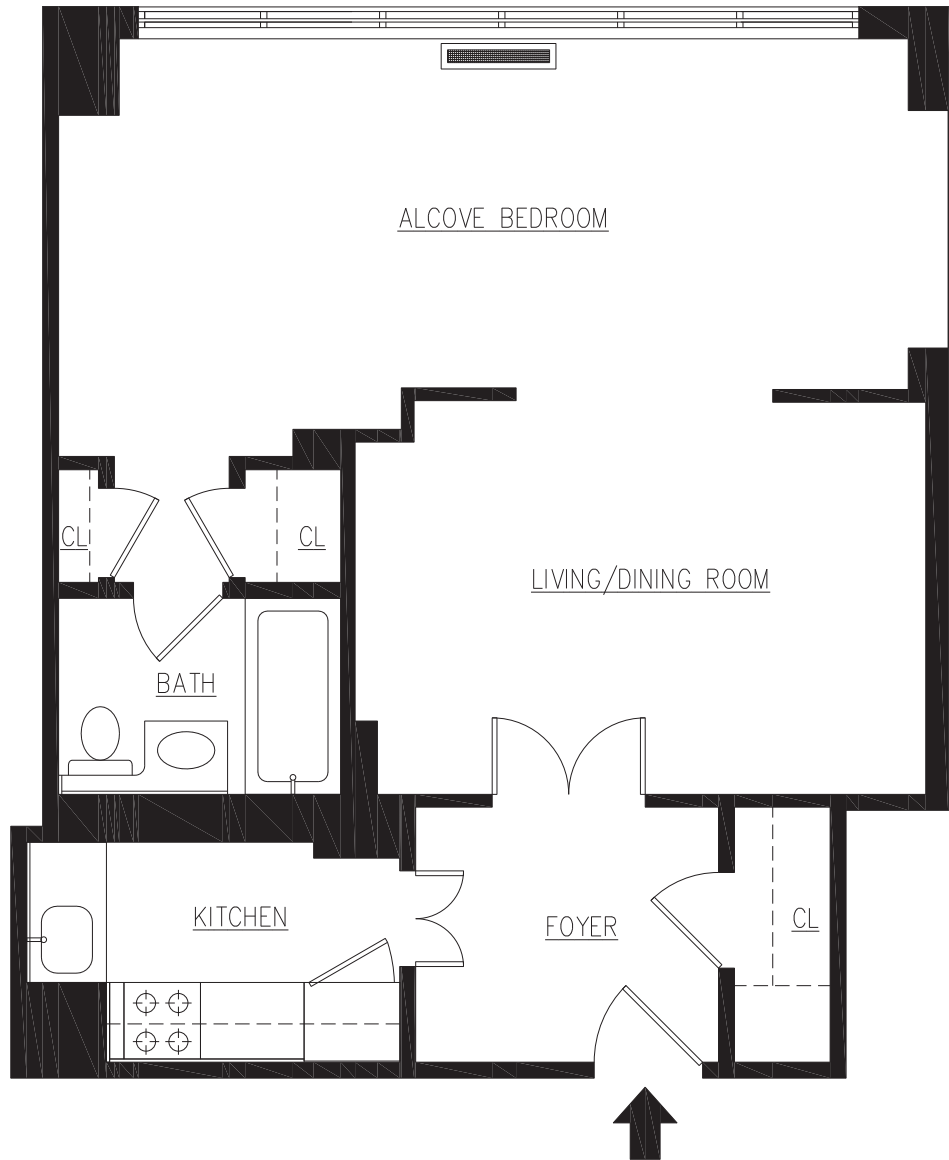 ALCOVE BEDROOM
CL
CL
LIVING/DINING ROOM
BATH
KITCHEN
FOYER
CL